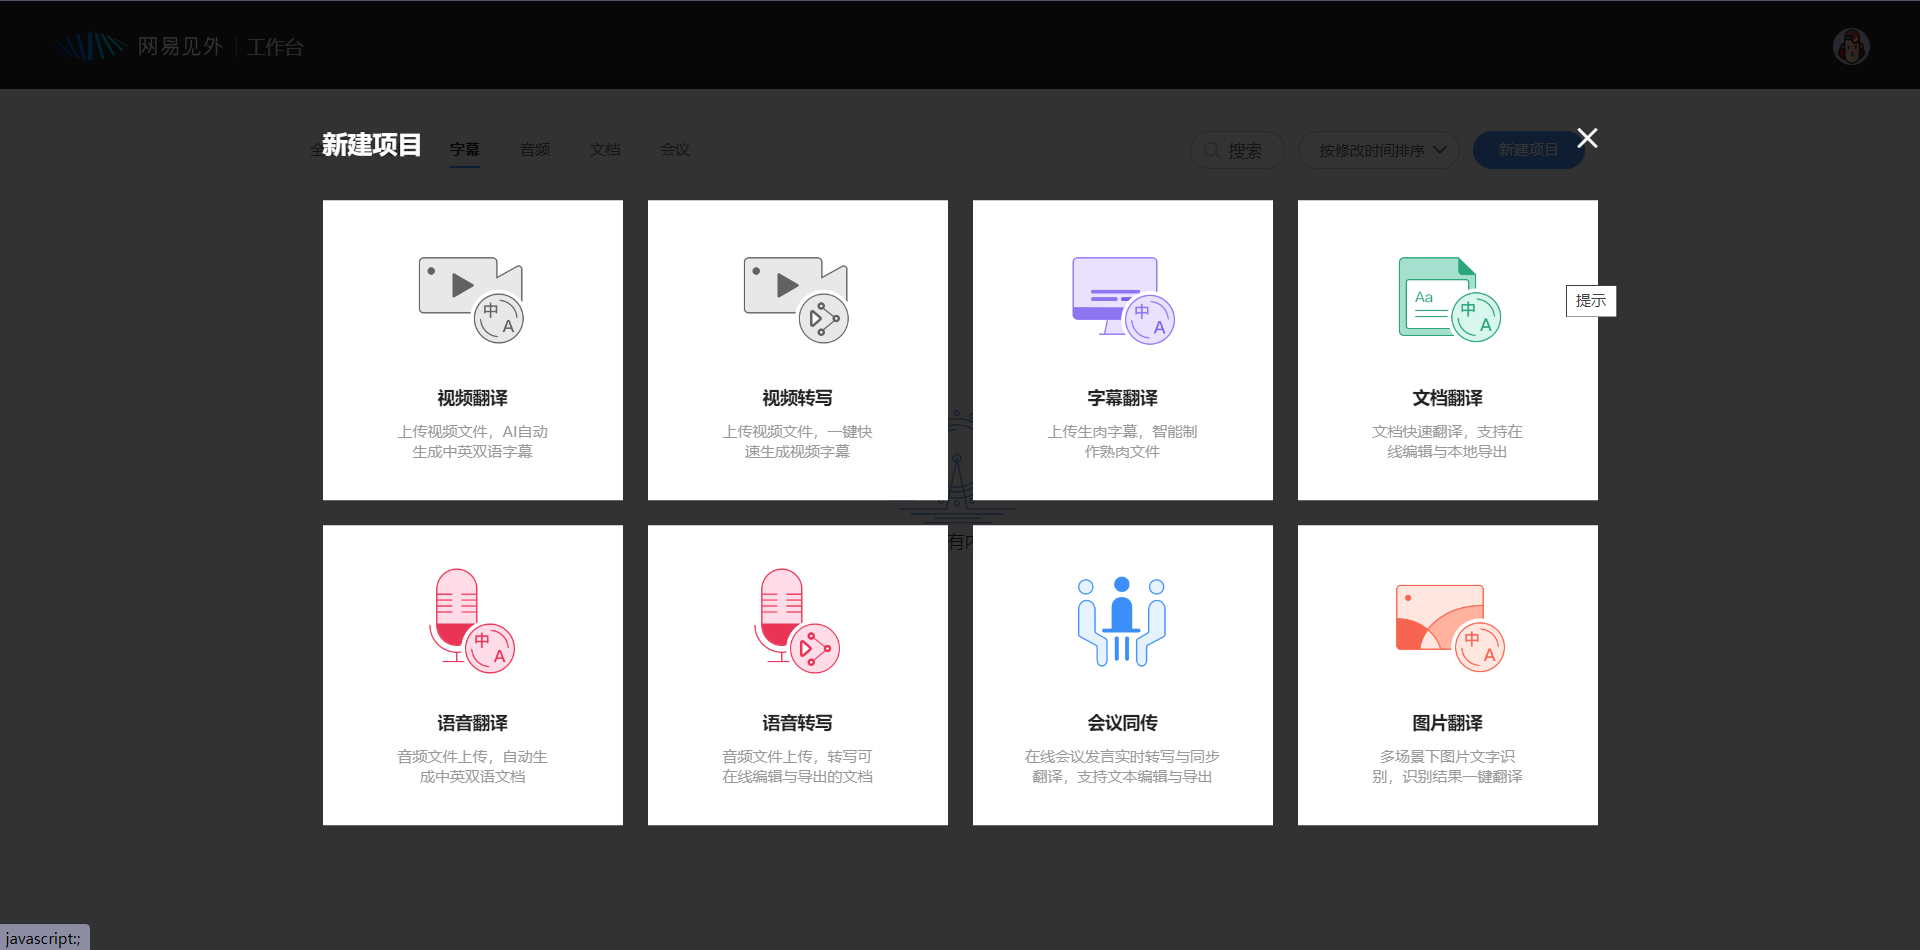 网易见外 | 工作台
新建项目
全
字幕
音频
文档
会议
搜索
按修改时间排序
新建项目
中
A
视频翻译
上传视频文件，AI自动
生成中英双语字幕
视频转写
上传视频文件，一键快
速生成视频字幕
中
A
字幕翻译
上传生肉字幕，智能制
作熟肉文件
Aa
中
A
文档翻译
文档快速翻译，支持在
线编辑与本地导出
提示
有内
中
A
语音翻译
音频文件上传，自动生
成中英双语文档
语音转写
音频文件上传，转写可
在线编辑与导出的文档
会议同传
在线会议发言实时转写与同步
翻译，支持文本编辑与导出
中
A
图片翻译
多场景下图片文字识
别，识别结果一键翻译
javascript:;